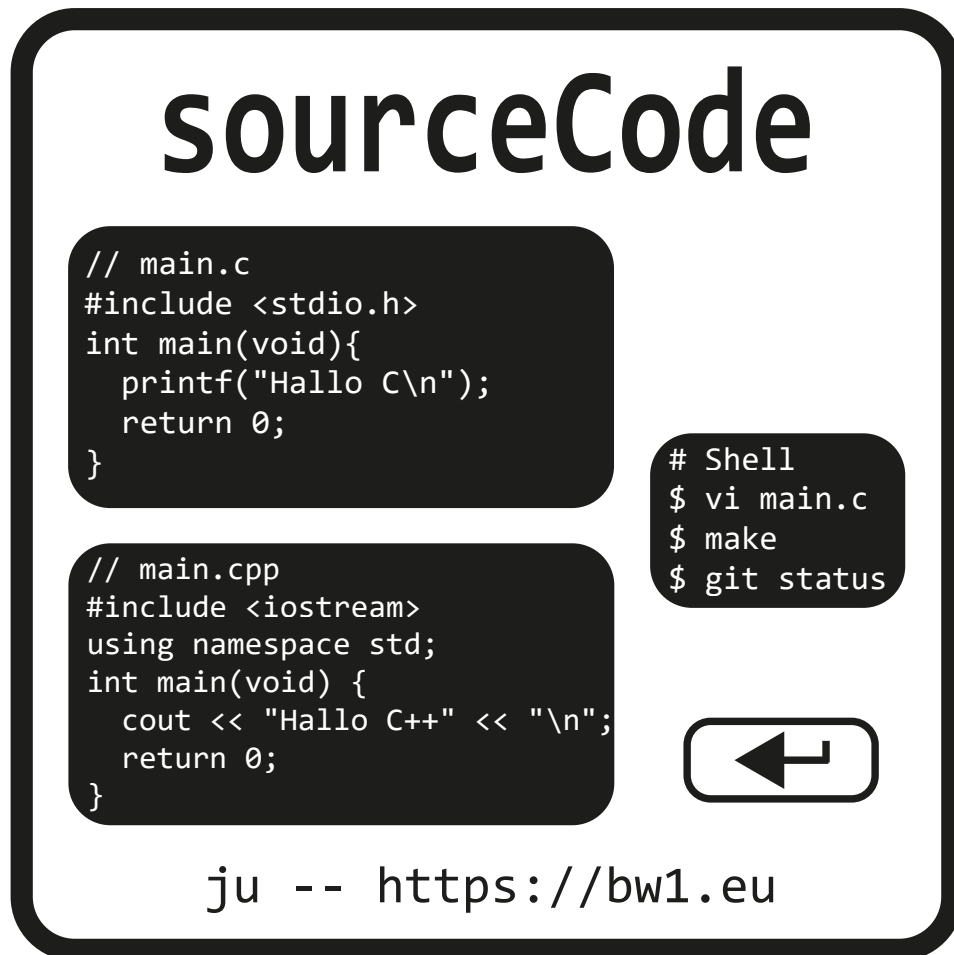 sourceCode
// main.c
#include <stdio.h>
int main(void){
  printf("Hallo C\n");
  return 0;
}
# Shell
$ vi main.c
$ make
$ git status
// main.cpp
#include <iostream>
using namespace std;
int main(void) {
  cout << "Hallo C++" << "\n";
  return 0;
}
ju -- https://bw1.eu